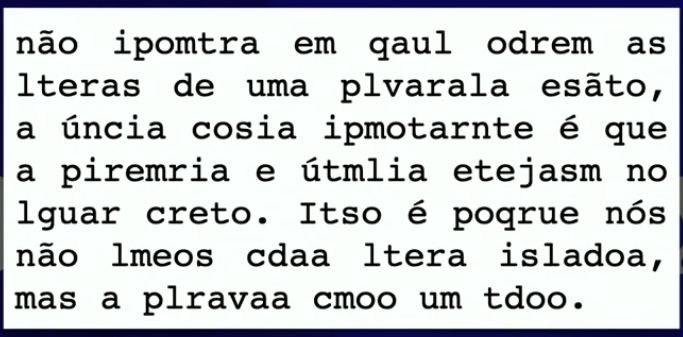 não ipomtra em qaul odrem as
lteras de uma plvarala esãto,
a úncia cosia ipmotarnte é que
a piremria e útmlia etejasm no
lguar creto. Itso é poqrue nós
não lmeos cdaa ltera isladoa,
mas a plravaa cmoo um tdoo.